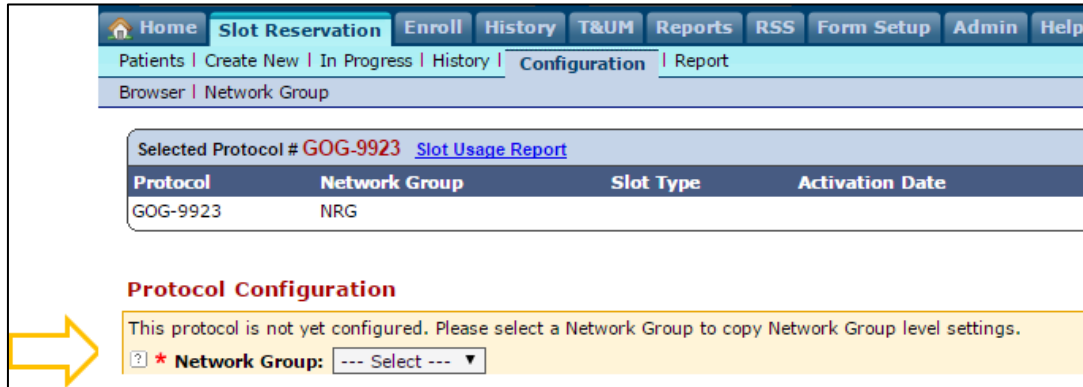 Home Slot Reservation Enroll History T&UM Reports RSS Form Setup Admin Help
Patients | Create New | In Progress | History | Configuration | Report
Browser | Network Group
Selected Protocol # GOG-9923 Slot Usage Report
Protocol Network Group Slot Type Activation Date
GOG-9923 NRG
Protocol Configuration
This protocol is not yet configured. Please select a Network Group to copy Network Group level settings.
? * Network Group: --- Select --- ▼